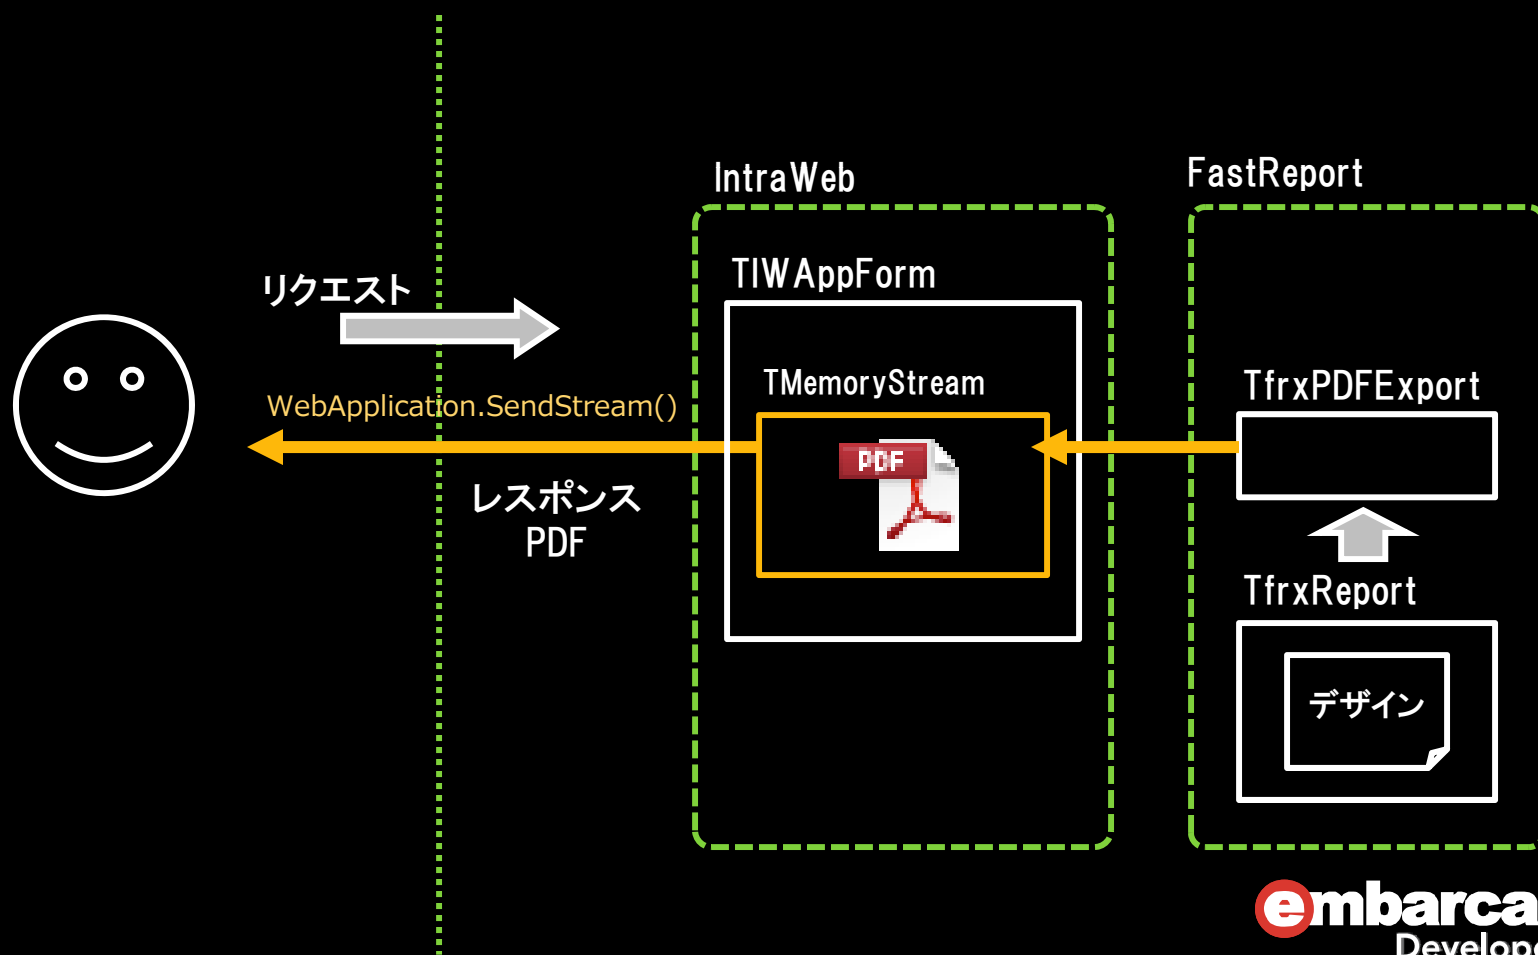 IntraWeb
FastReport
TIWAppForm
リクエスト
TMemoryStream
TfrxPDFExport
WebApplication.SendStream()
PDF
レスポンス
PDF
TfrxReport
デザイン
embarca
Develope